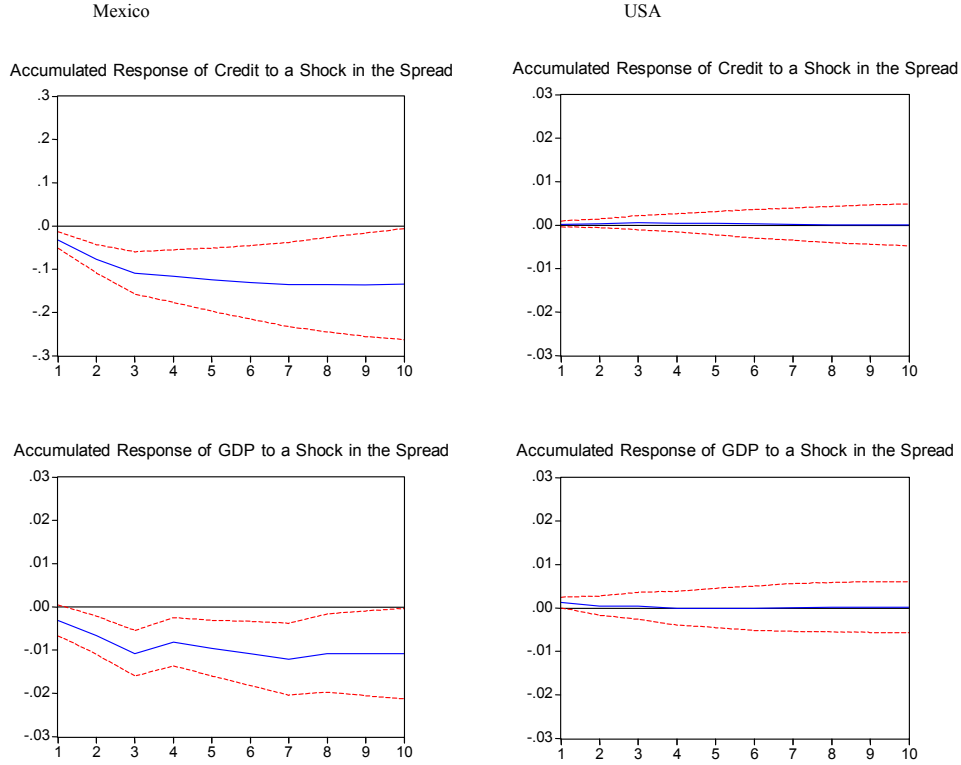 Mexico
USA
Accumulated Response of Credit to a Shock in the Spread
.3
.2
.1
.0
-.1
-.2
-.3
1 2 3 4 5 6 7 8 9 10
Accumulated Response of Credit to a Shock in the Spread
.03
.02
.01
.00
-.01
-.02
-.03
1 2 3 4 5 6 7 8 9 10
Accumulated Response of GDP to a Shock in the Spread
.03
.02
.01
.00
-.01
-.02
-.03
1 2 3 4 5 6 7 8 9 10
Accumulated Response of GDP to a Shock in the Spread
.03
.02
.01
.00
-.01
-.02
-.03
1 2 3 4 5 6 7 8 9 10